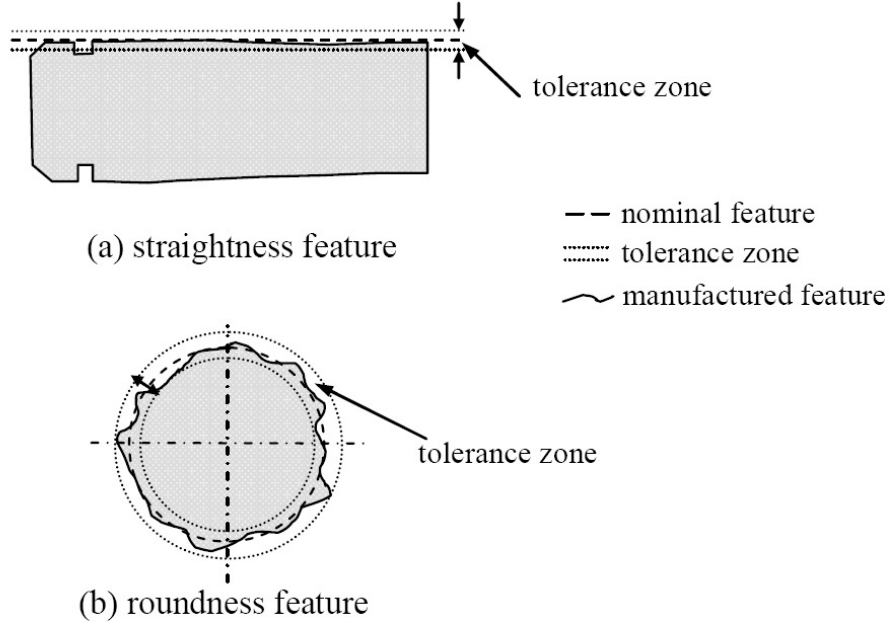 tolerance zone
(a) straightness feature
nominal feature
tolerance zone
manufactured feature
tolerance zone
(b) roundness feature